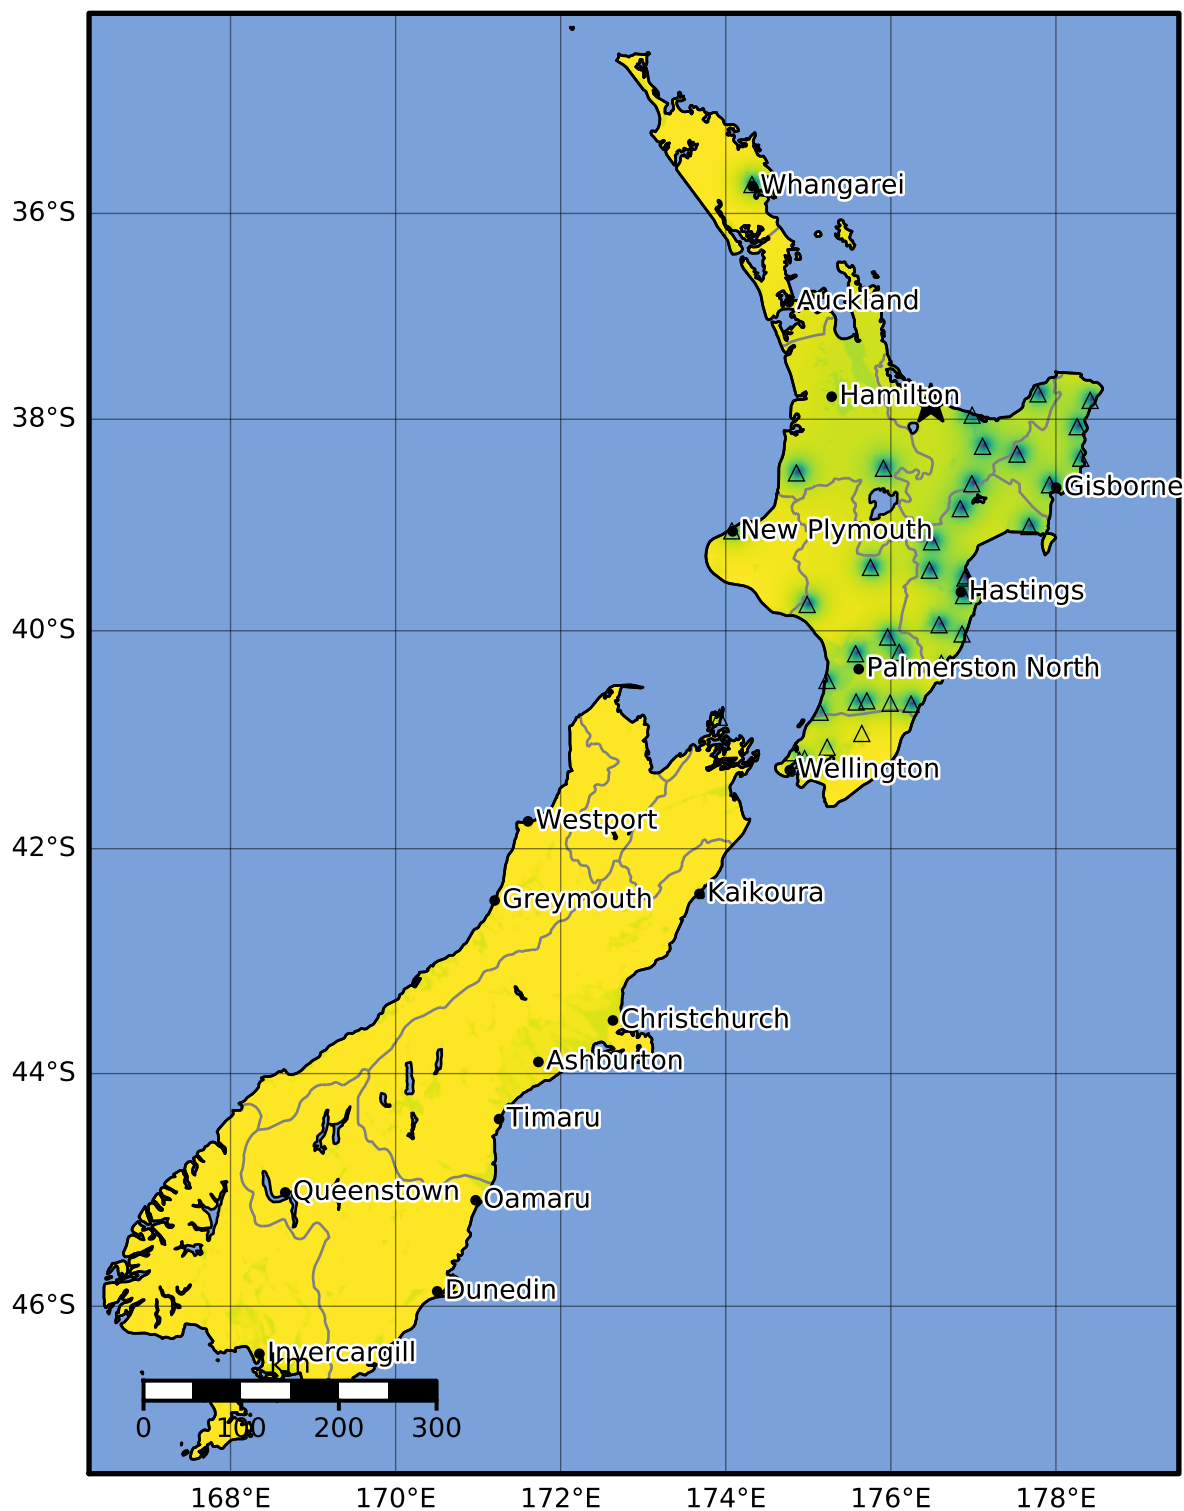 Whangarei
36°S
Auckland
Hamilton
38°S
Gisborne
New Plymouth
Hastings
40°S
Palmerston North
Wellington
Westport
42°S
Kaikoura
Greymouth
Christchurch
Ashburton
44°S
Timaru
Queenstown
Oamaru
Dunedin
46°S
Invercargill
km
0 100 200 300
168°E 170°E 172°E 174°E 176°E 178°E